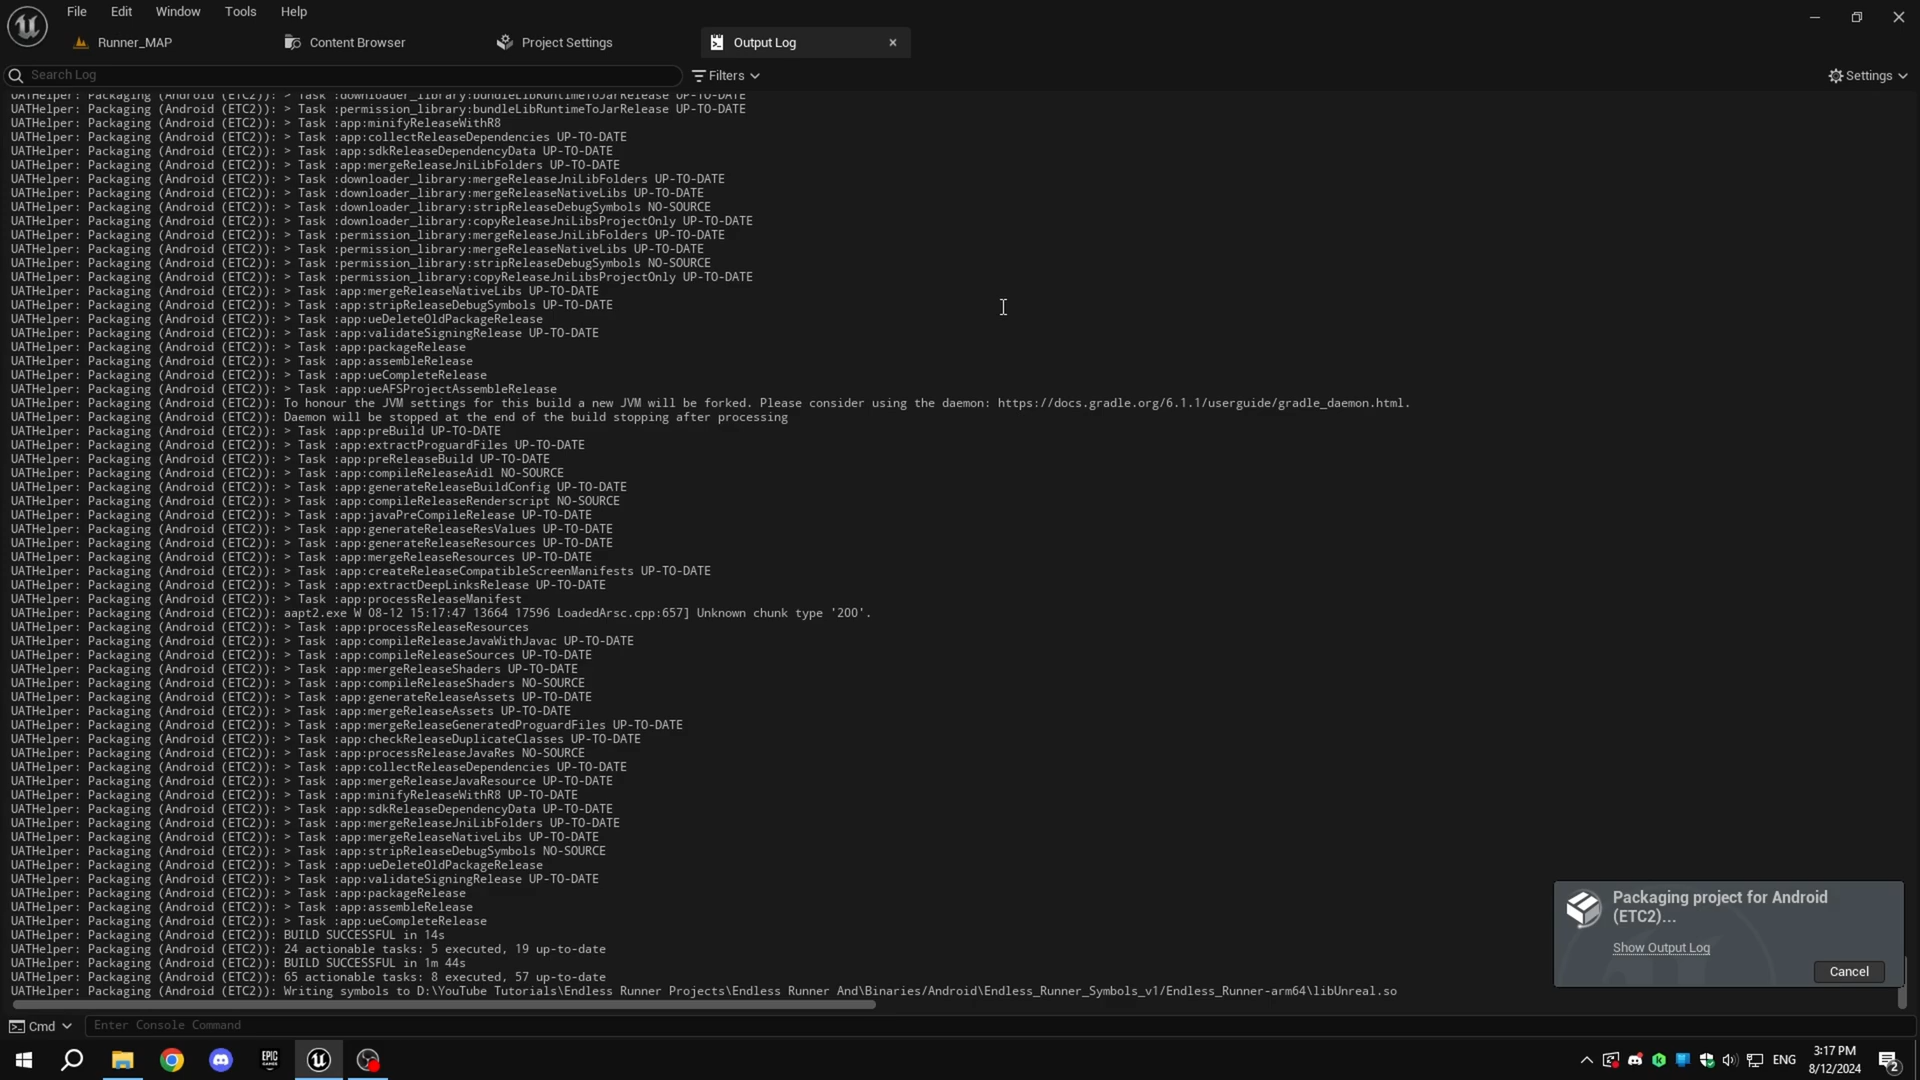 File Edit Window Tools Help
Runner_MAP Content Browser Project Settings Output Log
Search Log Filters Settings
UATHelper: Packaging (Android (ETC2)): > Task :downloader_library:bundleLibRuntimeToJarRelease UP-TO-DATE
UATHelper: Packaging (Android (ETC2)): > Task :permission_library:bundleLibRuntimeToJarRelease UP-TO-DATE
UATHelper: Packaging (Android (ETC2)): > Task :app:minifyReleaseWithR8
UATHelper: Packaging (Android (ETC2)): > Task :app:collectReleaseDependencies UP-TO-DATE
UATHelper: Packaging (Android (ETC2)): > Task :app:sdkReleaseDependencyData UP-TO-DATE
UATHelper: Packaging (Android (ETC2)): > Task :app:mergeReleaseJniLibFolders UP-TO-DATE
UATHelper: Packaging (Android (ETC2)): > Task :downloader_library:mergeReleaseJniLibFolders UP-TO-DATE
UATHelper: Packaging (Android (ETC2)): > Task :downloader_library:mergeReleaseNativeLibs UP-TO-DATE
UATHelper: Packaging (Android (ETC2)): > Task :downloader_library:stripReleaseDebugSymbols NO-SOURCE
UATHelper: Packaging (Android (ETC2)): > Task :downloader_library:copyReleaseJniLibsProjectOnly UP-TO-DATE
UATHelper: Packaging (Android (ETC2)): > Task :permission_library:mergeReleaseJniLibFolders UP-TO-DATE
UATHelper: Packaging (Android (ETC2)): > Task :permission_library:mergeReleaseNativeLibs UP-TO-DATE
UATHelper: Packaging (Android (ETC2)): > Task :permission_library:stripReleaseDebugSymbols NO-SOURCE
UATHelper: Packaging (Android (ETC2)): > Task :permission_library:copyReleaseJniLibsProjectOnly UP-TO-DATE
UATHelper: Packaging (Android (ETC2)): > Task :app:mergeReleaseNativeLibs UP-TO-DATE
UATHelper: Packaging (Android (ETC2)): > Task :app:stripReleaseDebugSymbols UP-TO-DATE
UATHelper: Packaging (Android (ETC2)): > Task :app:ueDeleteOldPackageRelease
UATHelper: Packaging (Android (ETC2)): > Task :app:validateSigningRelease UP-TO-DATE
UATHelper: Packaging (Android (ETC2)): > Task :app:packageRelease
UATHelper: Packaging (Android (ETC2)): > Task :app:assembleRelease
UATHelper: Packaging (Android (ETC2)): > Task :app:ueCompleteRelease
UATHelper: Packaging (Android (ETC2)): > Task :app:ueAFSProjectAssembleRelease
UATHelper: Packaging (Android (ETC2)): To honour the JVM settings for this build a new JVM will be forked. Please consider using the daemon: https://docs.gradle.org/6.1.1/userguide/gradle_daemon.html.
UATHelper: Packaging (Android (ETC2)): Daemon will be stopped at the end of the build stopping after processing
UATHelper: Packaging (Android (ETC2)): > Task :app:preBuild UP-TO-DATE
UATHelper: Packaging (Android (ETC2)): > Task :app:extractProguardFiles UP-TO-DATE
UATHelper: Packaging (Android (ETC2)): > Task :app:preReleaseBuild UP-TO-DATE
UATHelper: Packaging (Android (ETC2)): > Task :app:compileReleaseAidl NO-SOURCE
UATHelper: Packaging (Android (ETC2)): > Task :app:generateReleaseBuildConfig UP-TO-DATE
UATHelper: Packaging (Android (ETC2)): > Task :app:compileReleaseRenderscript NO-SOURCE
UATHelper: Packaging (Android (ETC2)): > Task :app:javaPreCompileRelease UP-TO-DATE
UATHelper: Packaging (Android (ETC2)): > Task :app:generateReleaseResValues UP-TO-DATE
UATHelper: Packaging (Android (ETC2)): > Task :app:generateReleaseResources UP-TO-DATE
UATHelper: Packaging (Android (ETC2)): > Task :app:mergeReleaseResources UP-TO-DATE
UATHelper: Packaging (Android (ETC2)): > Task :app:createReleaseCompatibleScreenManifests UP-TO-DATE
UATHelper: Packaging (Android (ETC2)): > Task :app:extractDeepLinksRelease UP-TO-DATE
UATHelper: Packaging (Android (ETC2)): > Task :app:processReleaseManifest
UATHelper: Packaging (Android (ETC2)): aapt2.exe W 08-12 15:17:47 13664 17596 LoadedArsc.cpp:657] Unknown chunk type '200'.
UATHelper: Packaging (Android (ETC2)): > Task :app:processReleaseResources
UATHelper: Packaging (Android (ETC2)): > Task :app:compileReleaseJavaWithJavac UP-TO-DATE
UATHelper: Packaging (Android (ETC2)): > Task :app:compileReleaseSources UP-TO-DATE
UATHelper: Packaging (Android (ETC2)): > Task :app:mergeReleaseShaders UP-TO-DATE
UATHelper: Packaging (Android (ETC2)): > Task :app:compileReleaseShaders NO-SOURCE
UATHelper: Packaging (Android (ETC2)): > Task :app:generateReleaseAssets UP-TO-DATE
UATHelper: Packaging (Android (ETC2)): > Task :app:mergeReleaseAssets UP-TO-DATE
UATHelper: Packaging (Android (ETC2)): > Task :app:mergeReleaseGeneratedProguardFiles UP-TO-DATE
UATHelper: Packaging (Android (ETC2)): > Task :app:checkReleaseDuplicateClasses UP-TO-DATE
UATHelper: Packaging (Android (ETC2)): > Task :app:processReleaseJavaRes NO-SOURCE
UATHelper: Packaging (Android (ETC2)): > Task :app:collectReleaseDependencies UP-TO-DATE
UATHelper: Packaging (Android (ETC2)): > Task :app:mergeReleaseJavaResource UP-TO-DATE
UATHelper: Packaging (Android (ETC2)): > Task :app:minifyReleaseWithR8 UP-TO-DATE
UATHelper: Packaging (Android (ETC2)): > Task :app:sdkReleaseDependencyData UP-TO-DATE
UATHelper: Packaging (Android (ETC2)): > Task :app:mergeReleaseJniLibFolders UP-TO-DATE
UATHelper: Packaging (Android (ETC2)): > Task :app:mergeReleaseNativeLibs UP-TO-DATE
UATHelper: Packaging (Android (ETC2)): > Task :app:stripReleaseDebugSymbols NO-SOURCE
UATHelper: Packaging (Android (ETC2)): > Task :app:ueDeleteOldPackageRelease
UATHelper: Packaging (Android (ETC2)): > Task :app:validateSigningRelease UP-TO-DATE
UATHelper: Packaging (Android (ETC2)): > Task :app:packageRelease
UATHelper: Packaging (Android (ETC2)): > Task :app:assembleRelease
UATHelper: Packaging (Android (ETC2)): > Task :app:ueCompleteRelease
UATHelper: Packaging (Android (ETC2)): BUILD SUCCESSFUL in 14s
UATHelper: Packaging (Android (ETC2)): 24 actionable tasks: 5 executed, 19 up-to-date
UATHelper: Packaging (Android (ETC2)): BUILD SUCCESSFUL in 1m 44s
UATHelper: Packaging (Android (ETC2)): 65 actionable tasks: 8 executed, 57 up-to-date
UATHelper: Packaging (Android (ETC2)): Writing symbols to D:\YouTube Tutorials\Endless Runner Projects\Endless Runner And\Binaries/Android\Endless_Runner_Symbols_v1/Endless_Runner-arm64\libUnreal.so
Packaging project for Android
(ETC2)...
Show Output Log
Cancel
Cmd Enter Console Command
EPIC GAMES
ENG
3:17 PM
8/12/2024
2